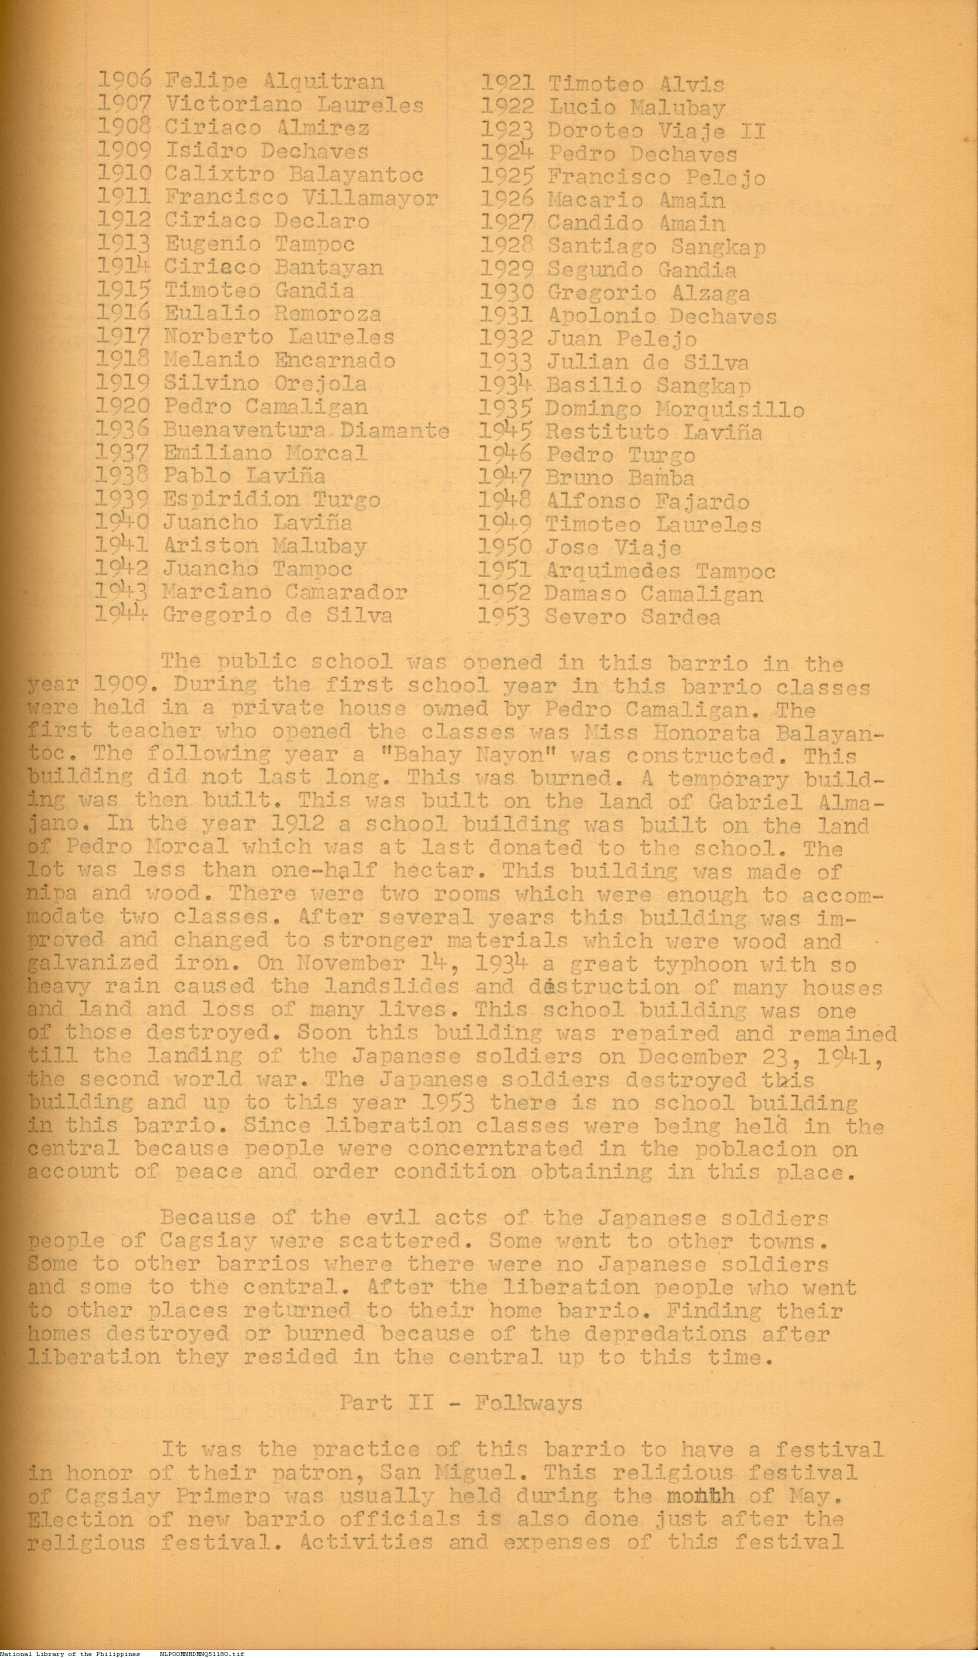 1906 Felipe Alquitran 1921 Timoteo Alvis
1907 Victoriano Laureles 1922 Lucio Malubay
1908 Ciriaco Almirez 1923 Doroteo Viaje II
1909 Isidro Dechaves 1924 Pedro Dechaves
1910 Calixtro Balayantoc 1925 Francisco Pelejo
1911 Francisco Villamayor 1926 Macario Amain
1912 Ciriaco Declaro 1927 Candido Amain
1913 Eugenio Tampoc 1928 Santiago Sangkap
1914 Ciriaco Bantayan 1929 Segundo Gandia
1915 Timoteo Gandia 1930 Gregorio Alzaga
1916 Eulalio Remoroza 1931 Apolonio Dechaves
1917 Norberto Laureles 1932 Juan Pelejo
1918 Melanio Encarnado 1933 Julian de Silva
1919 Silvino Orejola 1934 Basilio Sangkap
1920 Pedro Camaligan 1935 Domingo Morquisillo
1936 Buenaventura Diamante 1945 Restituto Laviña
1937 Emiliano Morcal 1946 Pedro Turgo
1938 Pablo Laviña 1947 Bruno Bamba
1939 Espiridion Turgo 1948 Alfonso Fajardo
1940 Juancho Laviña 1949 Timoteo Laureles
1941 Ariston Malubay 1950 Jose Viaje
1942 Juancho Tampoc 1951 Arquimedes Tampoc
1943 Marciano Camarador 1952 Damaso Camaligan
1944 Gregorio de Silva 1953 Severo Sardea
The public school was opened in this barrio in the
year 1909. During the first school year in this barrio classes
were held in a private house owned by Pedro Camaligan. The
first teacher who opened the classes was Miss Honorata Balayan-
toc. The following year a "Bahay Nayon" was constructed. This
building did not last long. This was burned. A temporary build-
ing was then built. This was built on the land of Gabriel Alma-
jano. In the year 1912 a school building was built on the land
of Pedro Morcal which was at last donated to the school. The
lot was less than one-half hectar. This building was made of
nipa and wood. There were two rooms which were enough to accom-
modate two classes. After several years this building was im-
proved and changed to stronger materials which were wood and
galvanized iron. On November 14, 1934 a great typhoon with so
heavy rain caused the landslides and destruction of many houses
and land and loss of many lives. This school building was one
of those destroyed. Soon this building was repaired and remained
till the landing of the Japanese soldiers on December 23, 1941,
the second world war. The Japanese soldiers destroyed this
building and up to this year 1953 there is no school building
in this barrio. Since liberation classes were being held in the
central because people were concerntrated in the poblacion on
account of peace and order condition obtaining in this place.
Because of the evil acts of the Japanese soldiers
people of Cagsiay were scattered. Some went to other towns.
Some to other barrios where there were no Japanese soldiers
and some to the central. After the liberation people who went
to other places returned to their home barrio. Finding their
homes destroyed or burned because of the depredations after
liberation they resided in the central up to this time.
Part II - Folkways
It was the practice of this barrio to have a festival
in honor of their patron, San Miguel. This religious festival
of Cagsiay Primero was usually held during the month of May.
Election of new barrio officials is also done just after the
religious festival. Activities and expenses of this festival
National Library of the Philippines